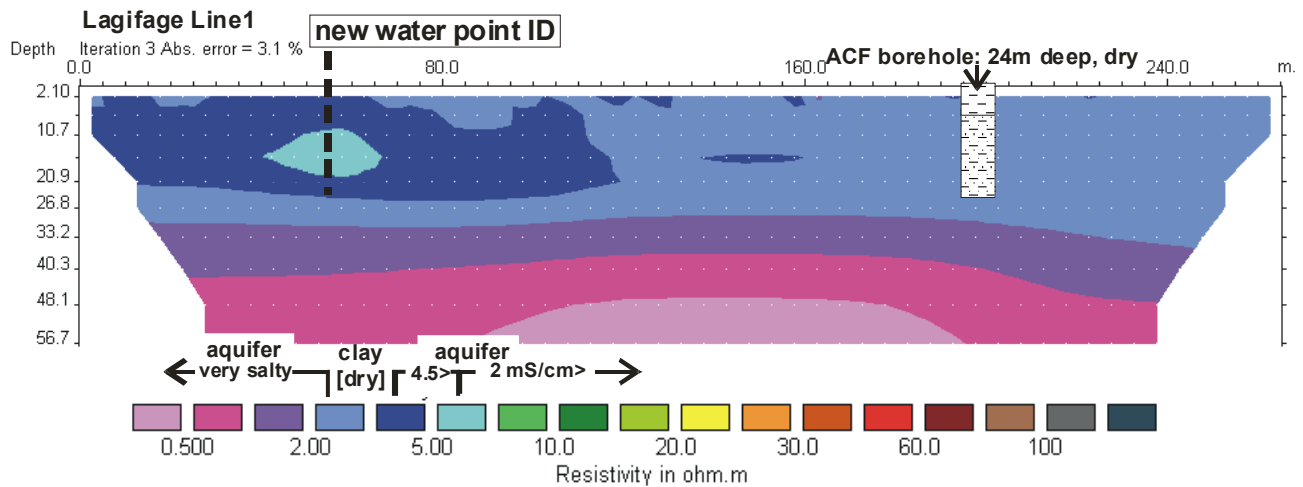 Lagifage Line1
new water point ID
Depth Iteration 3 Abs. error = 3.1 %
ACF borehole: 24m deep, dry
0.0 80.0 160.0 240.0 m.
2.10
10.7
20.9
26.8
33.2
40.3
48.1
56.7
aquifer clay aquifer
very salty [dry] 4.5> 2 mS/cm>
0.500 2.00 5.00 10.0 20.0 30.0 60.0 100
Resistivity in ohm.m